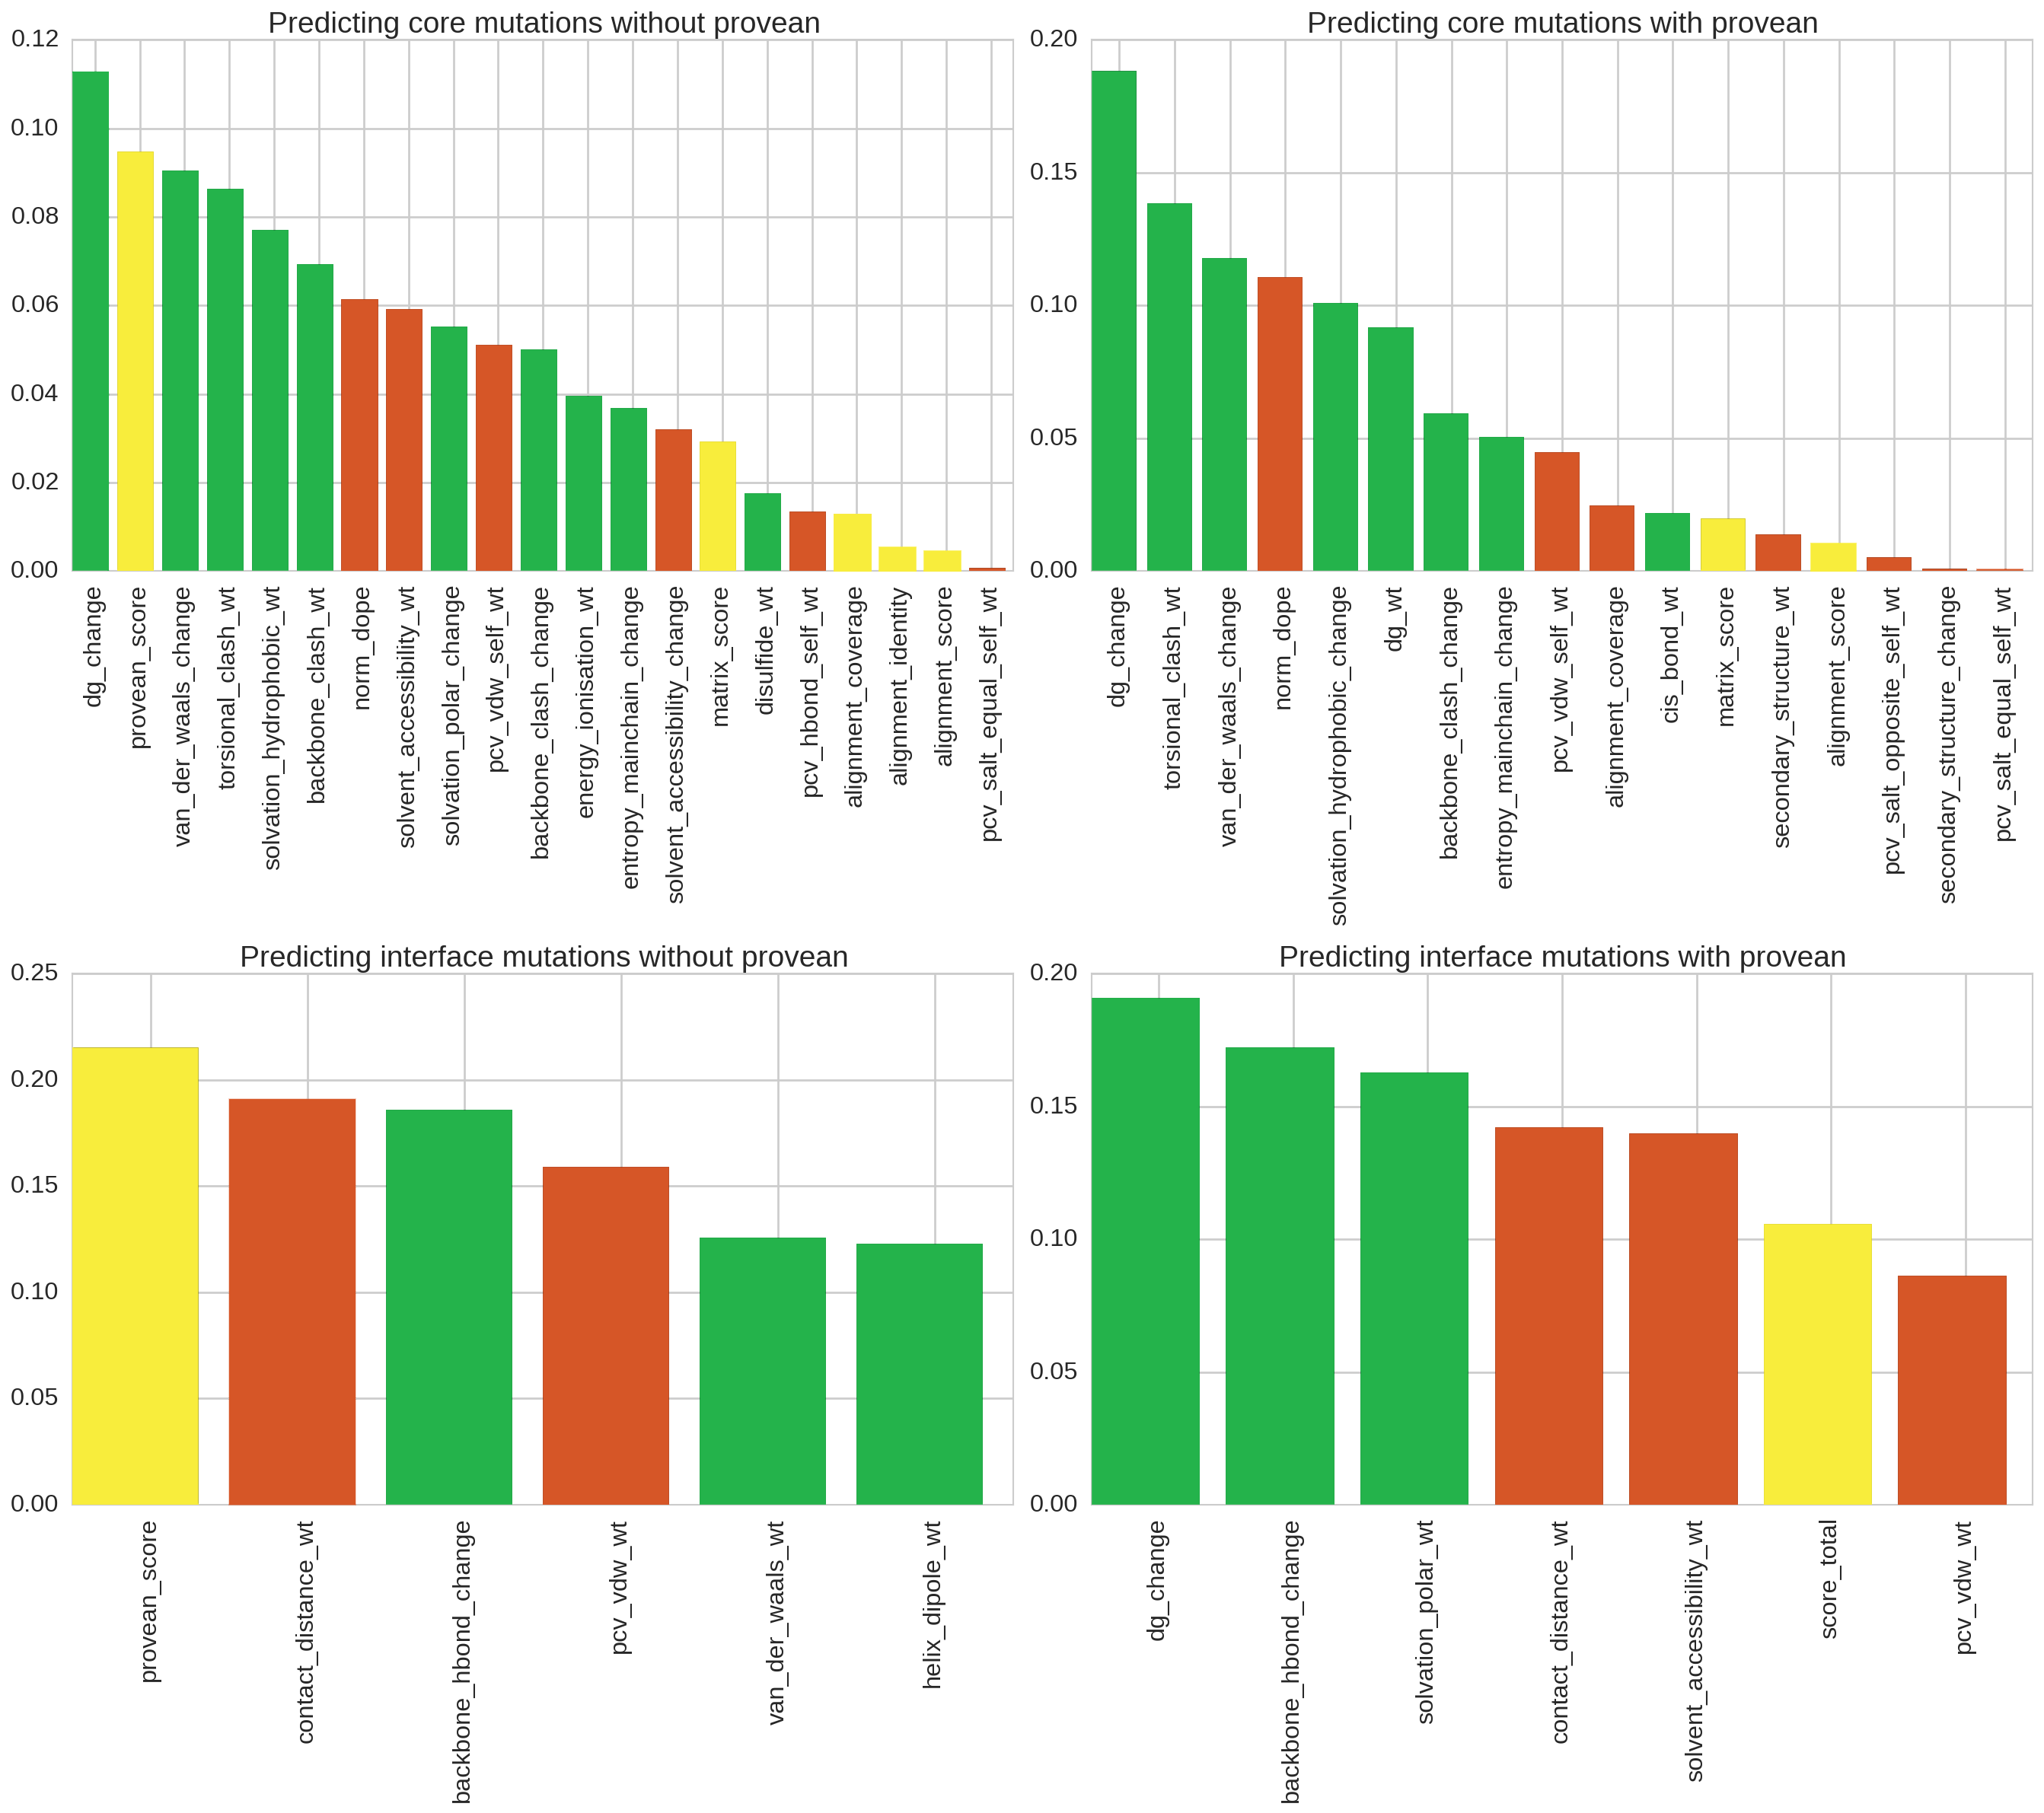 Predicting core mutations without provean
0.12
0.10
0.08
0.06
0.04
0.02
0.00
dg_change
provean_score
van_der_waals_change
torsional_clash_wt
solvation_hydrophobic_wt
backbone_clash_wt
norm_dope
solvent_accessibility_wt
solvation_polar_change
pcv_vdw_self_wt
backbone_clash_change
energy_ionisation_wt
entropy_mainchain_change
solvent_accessibility_change
matrix_score
disulfide_wt
pcv_hbond_self_wt
alignment_coverage
alignment_identity
alignment_score
pcv_salt_equal_self_wt
Predicting core mutations with provean
0.20
0.15
0.10
0.05
0.00
dg_change
torsional_clash_wt
van_der_waals_change
norm_dope
solvation_hydrophobic_change
dg_wt
backbone_clash_change
entropy_mainchain_change
pcv_vdw_self_wt
alignment_coverage
cis_bond_wt
matrix_score
secondary_structure_wt
alignment_score
pcv_salt_opposite_self_wt
secondary_structure_change
pcv_salt_equal_self_wt
Predicting interface mutations without provean
0.25
0.20
0.15
0.10
0.05
0.00
provean_score
contact_distance_wt
backbone_hbond_change
pcv_vdw_wt
van_der_waals_wt
helix_dipole_wt
Predicting interface mutations with provean
0.20
0.15
0.10
0.05
0.00
dg_change
backbone_hbond_change
solvation_polar_wt
contact_distance_wt
solvent_accessibility_wt
score_total
pcv_vdw_wt